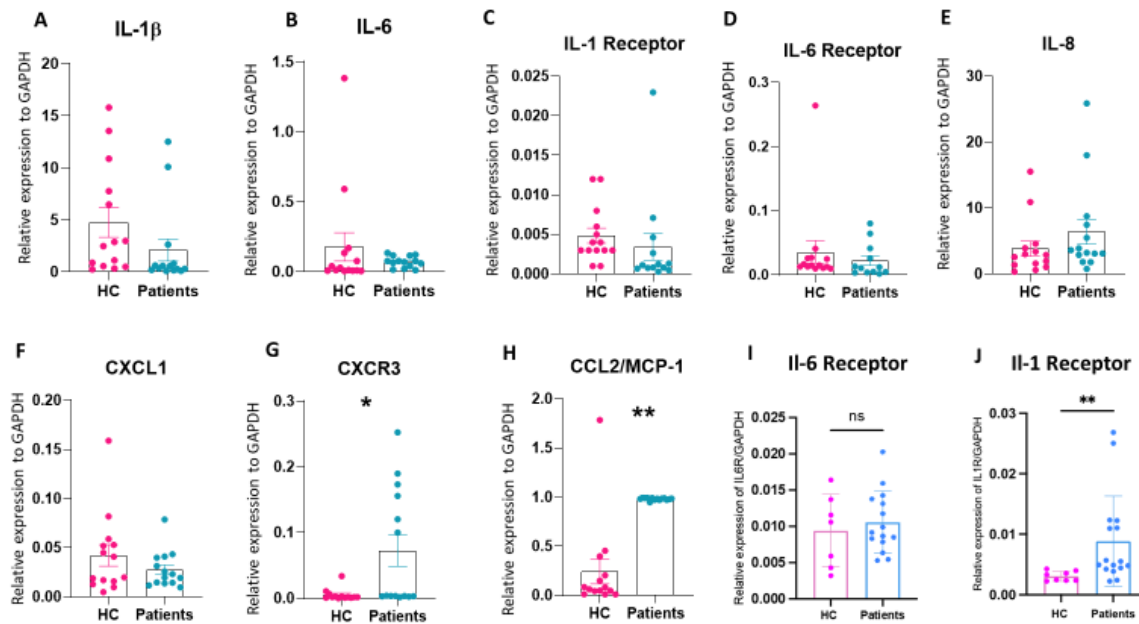 A
IL-1β
Relative expression to GAPDH
20
15
10
5
0
HC
Patients
B
IL-6
Relative expression to GAPDH
1.5
1.0
0.5
0.0
HC
Patients
C
IL-1 Receptor
Relative expression to GAPDH
0.025
0.020
0.015
0.010
0.005
0.000
HC
Patients
D
IL-6 Receptor
Relative expression to GAPDH
0.3
0.2
0.1
0.0
HC
Patients
E
IL-8
Relative expression to GAPDH
30
20
10
0
HC
Patients
F
CXCL1
Relative expression to GAPDH
0.20
0.15
0.10
0.05
0.00
HC
Patients
G
CXCR3
*
Relative expression to GAPDH
0.3
0.2
0.1
0.0
HC
Patients
H
CCL2/MCP-1
**
Relative expression to GAPDH
2.0
1.5
1.0
0.5
0.0
HC
Patients
I
Il-6 Receptor
ns
Relative expression of IL6R/GAPDH
0.025
0.020
0.015
0.010
0.005
0.000
HC
Patients
J
Il-1 Receptor
**
Relative expression of IL1R/GAPDH
0.03
0.01
0.00
0.00
HC
Patients